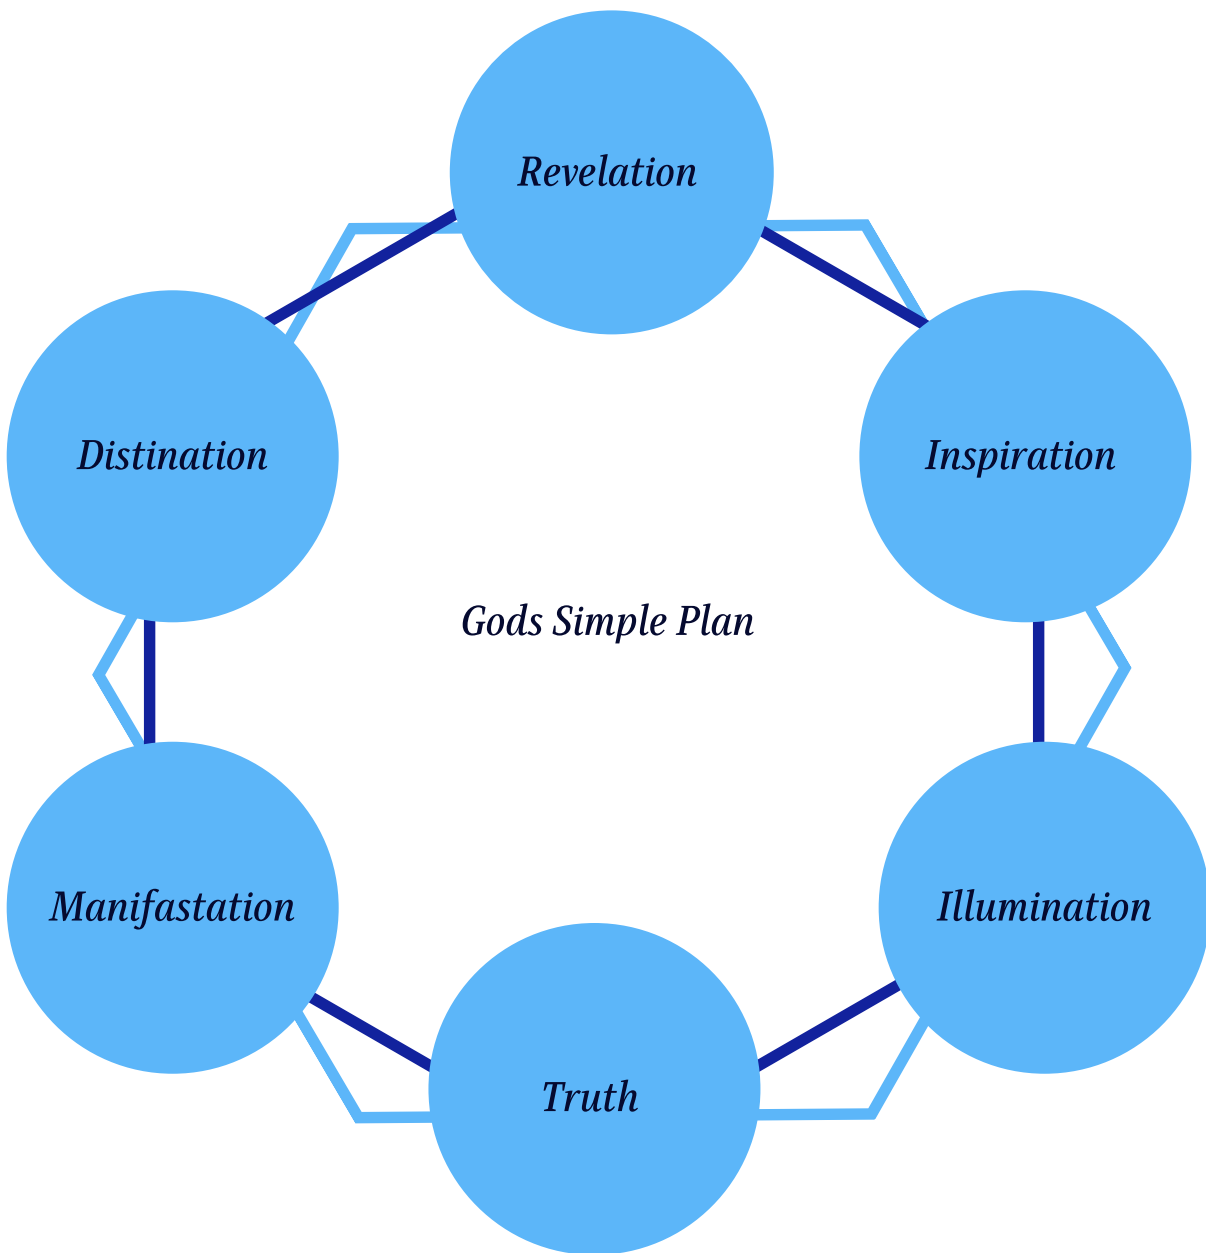 Revelation
Distination
Inspiration
Gods Simple Plan
Manifastation
Illumination
Truth